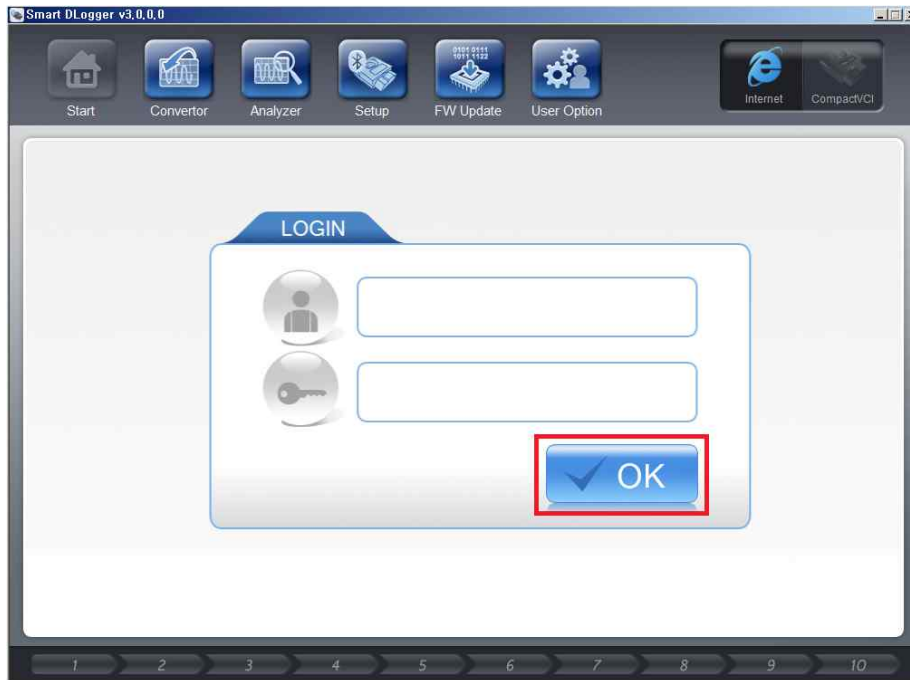 Smart DLogger v3,0,0,0
Start Convertor Analyzer Setup FW Update User Option Internet CompactVCI
LOGIN
OK
1 2 3 4 5 6 7 8 9 10